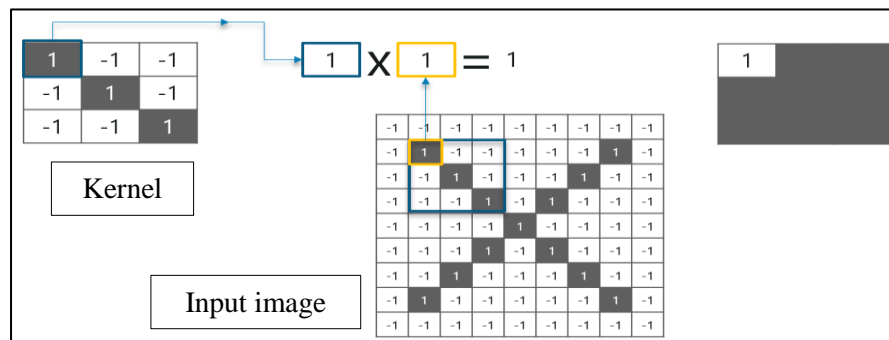 1 -1 -1
-1 1 -1
-1 -1 1
Kernel
1 x 1 = 1
1
-1 -1 -1 -1 -1 -1 -1 -1 -1
-1 1 -1 -1 -1 -1 -1 1 -1
-1 -1 1 -1 -1 -1 1 -1 -1
-1 -1 -1 1 -1 1 -1 -1 -1
-1 -1 -1 -1 1 -1 -1 -1 -1
-1 -1 -1 1 -1 1 -1 -1 -1
-1 -1 1 -1 -1 -1 1 -1 -1
-1 1 -1 -1 -1 -1 -1 1 -1
-1 -1 -1 -1 -1 -1 -1 -1 -1
Input image